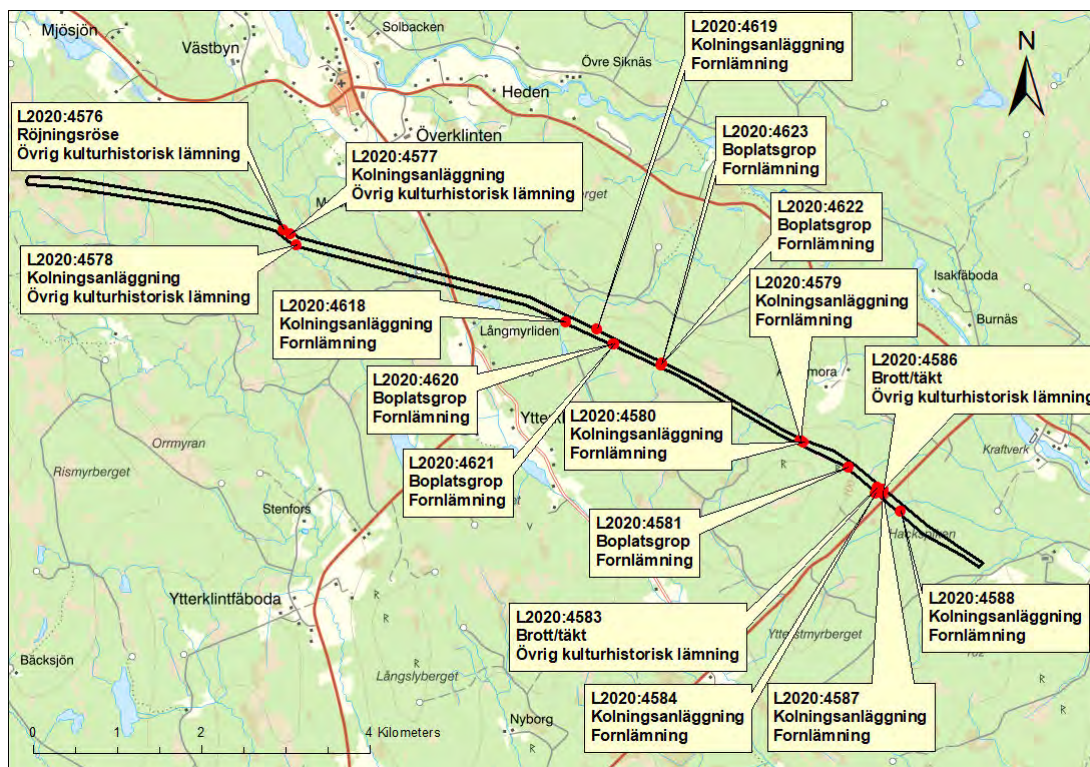 Mjösjön
Västbyn
Solbacken
L2020:4619
Kolningsanläggning
Fornlämning
Övre Siknäs
N
Heden
Överklinten
L2020:4576
Röjningsröse
Övrig kulturhistorisk lämning
L2020:4577
Kolningsanläggning
Övrig kulturhistorisk lämning
L2020:4623
Boplatsgrop
Fornlämning
L2020:4622
Boplatsgrop
Fornlämning
L2020:4578
Kolningsanläggning
Övrig kulturhistorisk lämning
L2020:4579
Kolningsanläggning
Fornlämning
Isakfäboda
Burnäs
L2020:4618
Kolningsanläggning
Fornlämning
Långmyrliden
L2020:4586
Brott/täkt
Övrig kulturhistorisk lämning
L2020:4620
Boplatsgrop
Fornlämning
L2020:4580
Kolningsanläggning
Fornlämning
Orrmyran
Rismyrberget
L2020:4621
Boplatsgrop
Fornlämning
Kraftverk
Stenfors
L2020:4581
Boplatsgrop
Fornlämning
Hackspiken
Ytterklintfäboda
L2020:4583
Brott/täkt
Övrig kulturhistorisk lämning
L2020:4588
Kolningsanläggning
Fornlämning
Bäcksjön
Långslyberget
L2020:4584
Kolningsanläggning
Fornlämning
L2020:4587
Kolningsanläggning
Fornlämning
Nyborg
0 1 2 4 Kilometers